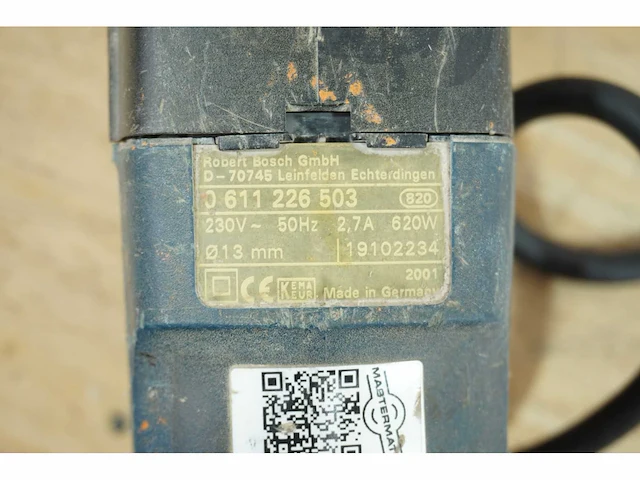 Robert Bosch GmbH
D-70745 Leinfelden Echterdingen
0 611 226 503 820
230V~ 50Hz 2,7A 620W
Ø13 mm 19102234
2001
CE KEMA KEUR Made in Germany
MASTERMAT